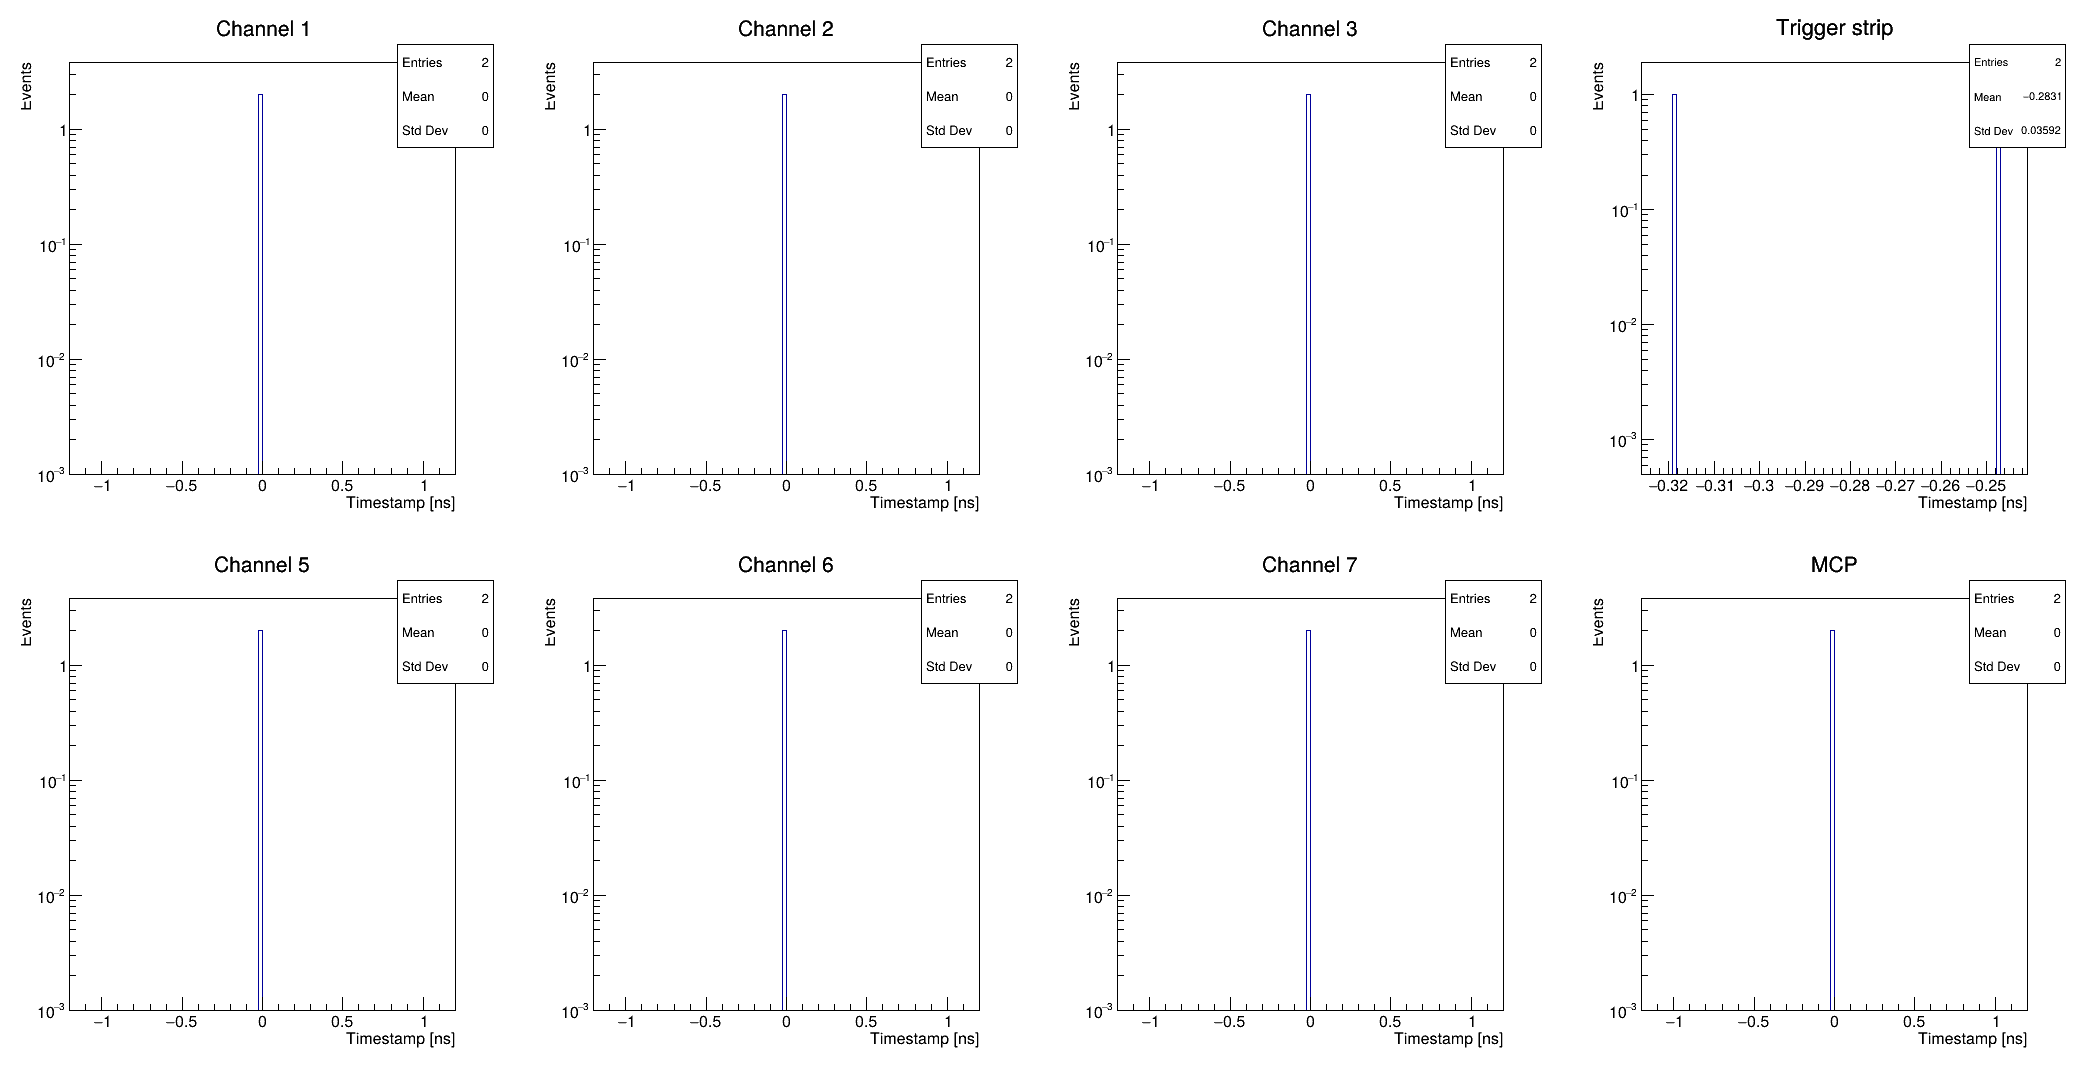 Channel 1
Events
Entries 2
Mean 0
Std Dev 0
1
10⁻¹
10⁻²
10⁻³
−1 −0.5 0 0.5 1
Timestamp [ns]
Channel 2
Events
Entries 2
Mean 0
Std Dev 0
1
10⁻¹
10⁻²
10⁻³
−1 −0.5 0 0.5 1
Timestamp [ns]
Channel 3
Events
Entries 2
Mean 0
Std Dev 0
1
10⁻¹
10⁻²
10⁻³
−1 −0.5 0 0.5 1
Timestamp [ns]
Trigger strip
Events
Entries 2
Mean −0.2831
Std Dev 0.03592
1
10⁻¹
10⁻²
10⁻³
−0.32 −0.31 −0.3 −0.29 −0.28 −0.27 −0.26 −0.25
Timestamp [ns]
Channel 5
Events
Entries 2
Mean 0
Std Dev 0
1
10⁻¹
10⁻²
10⁻³
−1 −0.5 0 0.5 1
Timestamp [ns]
Channel 6
Events
Entries 2
Mean 0
Std Dev 0
1
10⁻¹
10⁻²
10⁻³
−1 −0.5 0 0.5 1
Timestamp [ns]
Channel 7
Events
Entries 2
Mean 0
Std Dev 0
1
10⁻¹
10⁻²
10⁻³
−1 −0.5 0 0.5 1
Timestamp [ns]
MCP
Events
Entries 2
Mean 0
Std Dev 0
1
10⁻¹
10⁻²
10⁻³
−1 −0.5 0 0.5 1
Timestamp [ns]